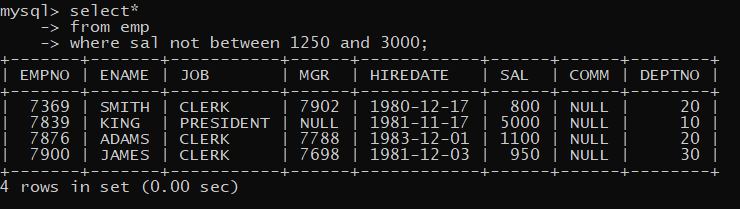 mysql> select*
    -> from emp
    -> where sal not between 1250 and 3000;
+-------+-------+-----------+------+------------+------+------+--------+
| EMPNO | ENAME | JOB       | MGR  | HIREDATE   | SAL  | COMM | DEPTNO |
+-------+-------+-----------+------+------------+------+------+--------+
|  7369 | SMITH | CLERK     | 7902 | 1980-12-17 |  800 | NULL |     20 |
|  7839 | KING  | PRESIDENT | NULL | 1981-11-17 | 5000 | NULL |     10 |
|  7876 | ADAMS | CLERK     | 7788 | 1983-12-01 | 1100 | NULL |     20 |
|  7900 | JAMES | CLERK     | 7698 | 1981-12-03 |  950 | NULL |     30 |
+-------+-------+-----------+------+------------+------+------+--------+
4 rows in set (0.00 sec)